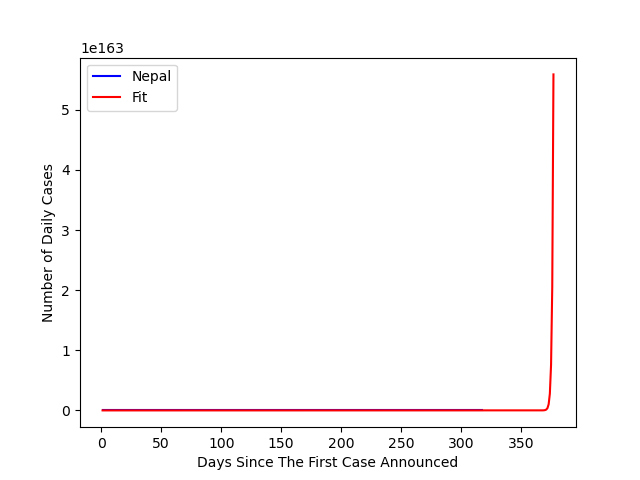 1e163
Nepal
Fit
5
4
3
2
1
0
Number of Daily Cases
0 50 100 150 200 250 300 350
Days Since The First Case Announced